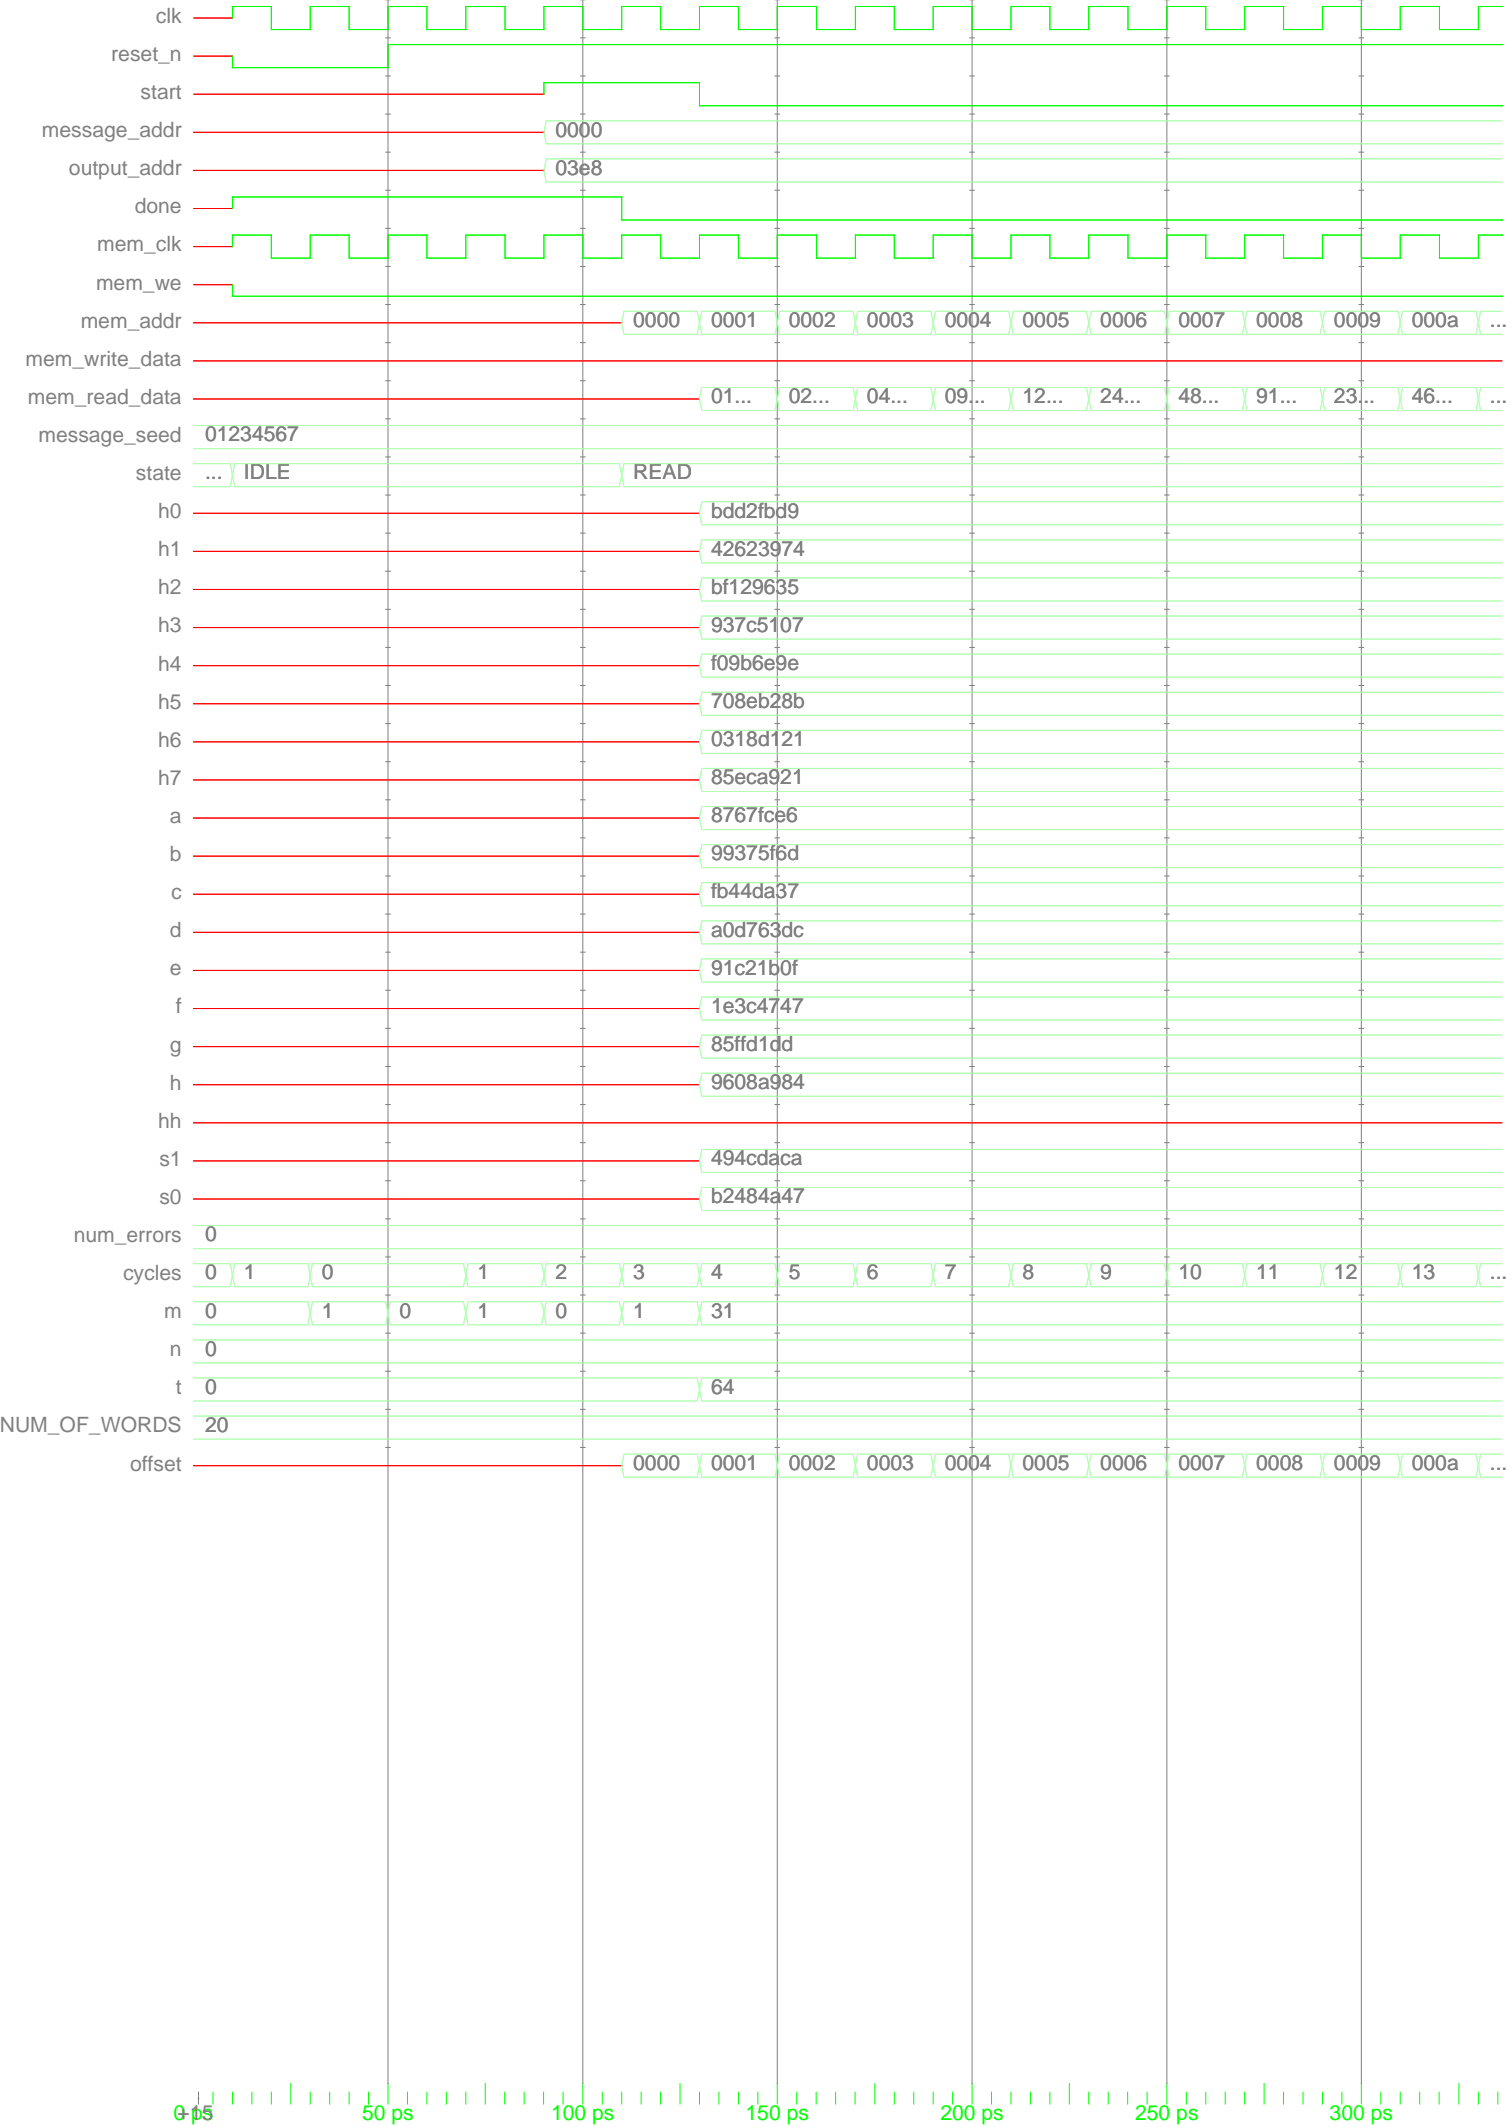 clk
reset_n
start
message_addr 0000
output_addr 03e8
done
mem_clk
mem_we
mem_addr 0000 0001 0002 0003 0004 0005 0006 0007 0008 0009 000a ...
mem_write_data
mem_read_data 01... 02... 04... 09... 12... 24... 48... 91... 23... 46... ...
message_seed 01234567
state ... IDLE READ
h0 bdd2fbd9
h1 42623974
h2 bf129635
h3 937c5107
h4 f09b6e9e
h5 708eb28b
h6 0318d121
h7 85eca921
a 8767fce6
b 99375f6d
c fb44da37
d a0d763dc
e 91c21b0f
f 1e3c4747
g 85ffd1dd
h 9608a984
hh
s1 494cdaca
s0 b2484a47
num_errors 0
cycles 0 1 0 1 2 3 4 5 6 7 8 9 10 11 12 13 ...
m 0 1 0 1 0 1 31
n 0
t 0 64
NUM_OF_WORDS 20
offset 0000 0001 0002 0003 0004 0005 0006 0007 0008 0009 000a ...
50 ps 100 ps 150 ps 200 ps 250 ps 300 ps